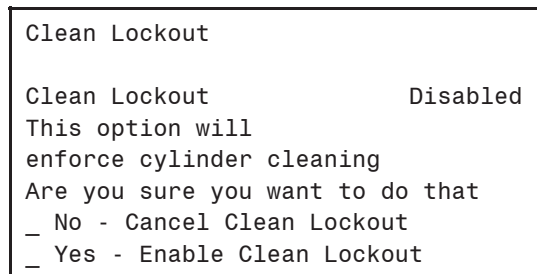 Clean Lockout
Clean Lockout Disabled
This option will
enforce cylinder cleaning
Are you sure you want to do that
_ No - Cancel Clean Lockout
_ Yes - Enable Clean Lockout